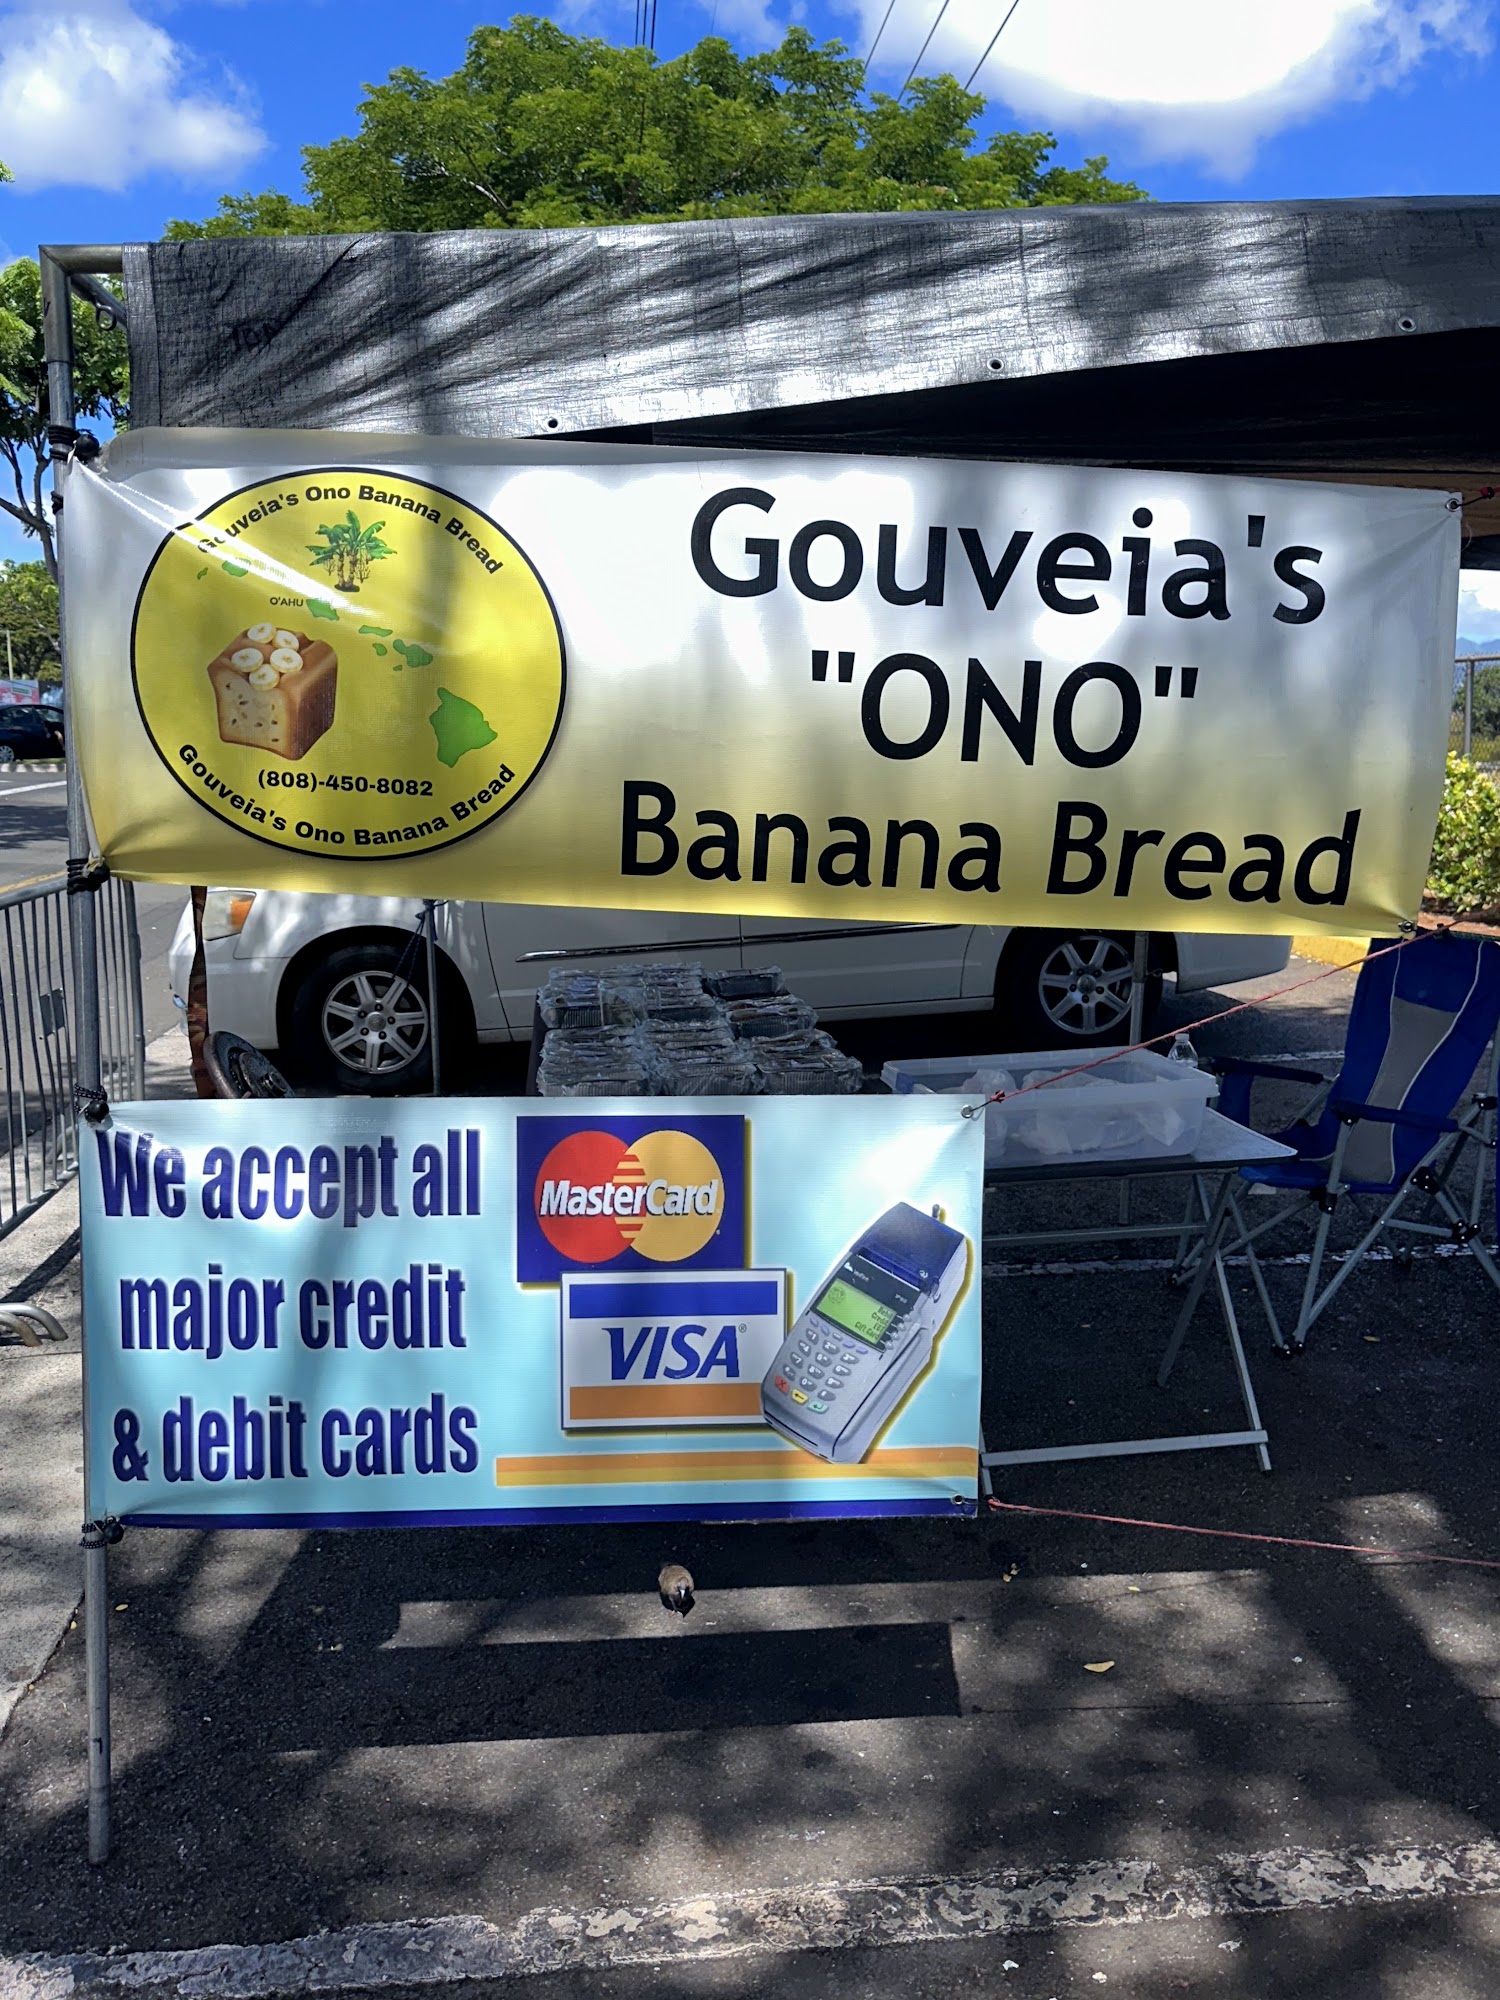 Gouveia's Ono Banana Bread
O'AHU
(808)-450-8082
Gouveia's Ono Banana Bread
Gouveia's
"ONO"
Banana Bread
We accept all
major credit
& debit cards
MasterCard
VISA